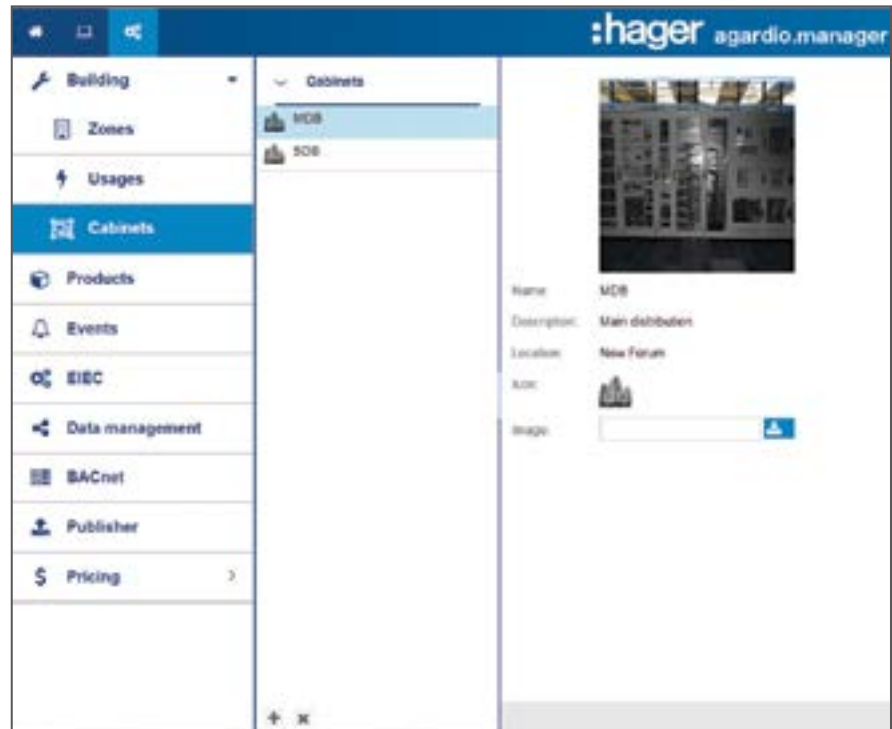 :hager agardio.manager
Building
Zones
Usages
Cabinets
Products
Events
EIEC
Data management
BACnet
Publisher
Pricing
Cabinets
MDB
SDB
Name: MDB
Description: Main distribution
Location: New Forum
Icon:
Image: